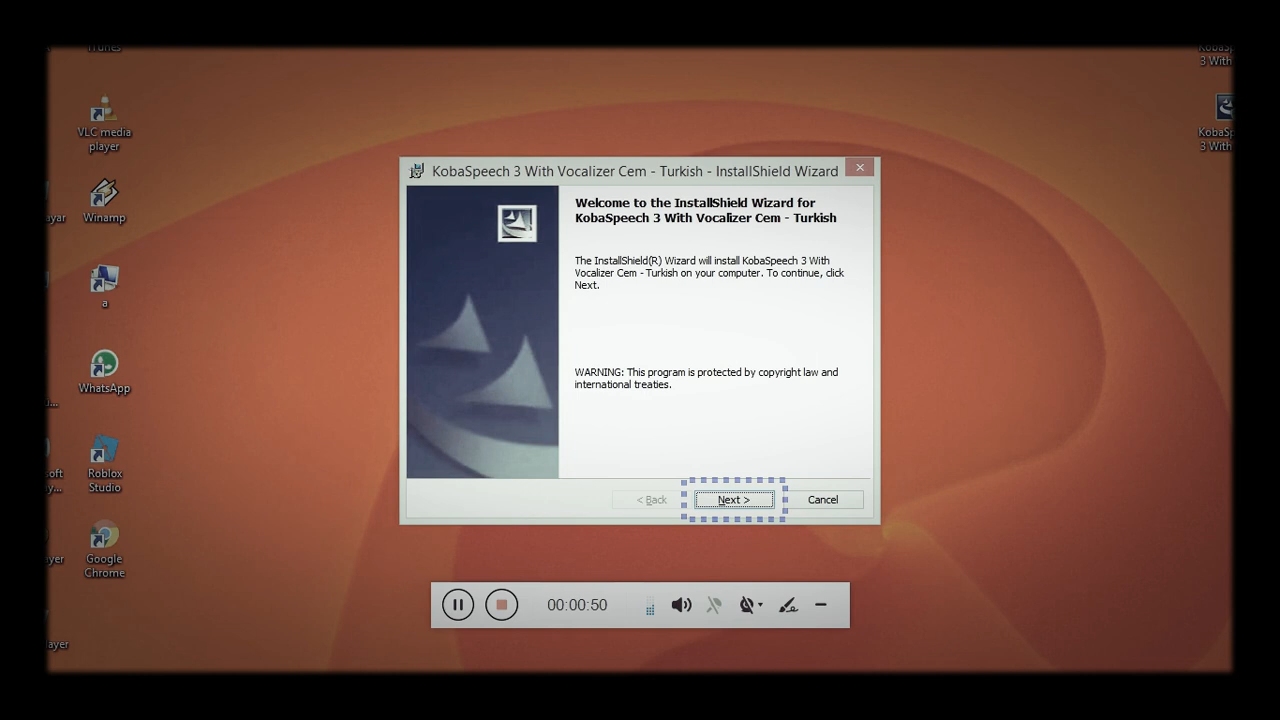 iTunes
VLC media
player
Winamp
a
WhatsApp
Roblox
Studio
Google
Chrome
ayar
...
oft
y...
yer
ayer
KobaSp
3 With
KobaSp
3 With
KobaSpeech 3 With Vocalizer Cem - Turkish - InstallShield Wizard
Welcome to the InstallShield Wizard for
KobaSpeech 3 With Vocalizer Cem - Turkish
The InstallShield(R) Wizard will install KobaSpeech 3 With
Vocalizer Cem - Turkish on your computer. To continue, click
Next.
WARNING: This program is protected by copyright law and
international treaties.
< Back
Next >
Cancel
00:00:50